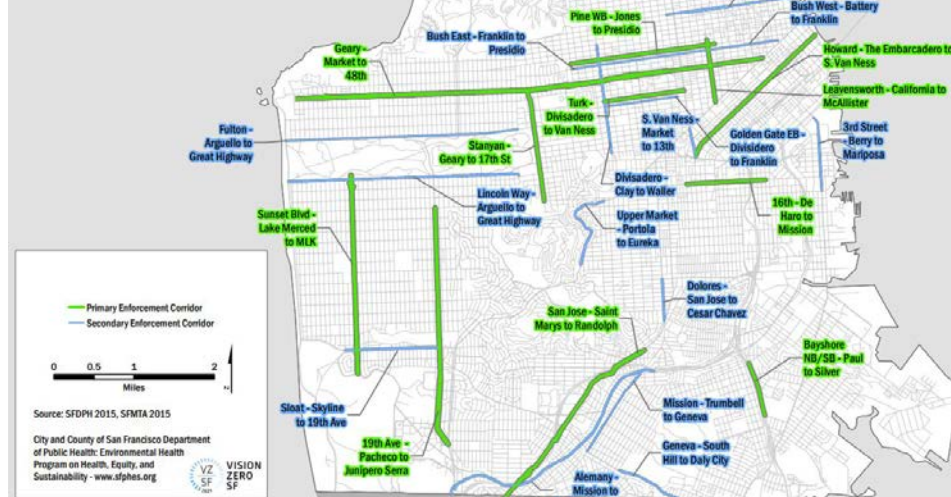 Bush West - Battery
to Franklin
Pine WB - Jones
to Presidio
Bush East - Franklin to
Presidio
Geary -
Market to
48th
Howard - The Embarcadero to
S. Van Ness
Leavensworth - California to
McAllister
Turk -
Divisadero
to Van Ness
S. Van Ness -
Market
to 13th
Golden Gate EB -
Divisidero
to Franklin
3rd Street
- Berry to
Mariposa
Fulton -
Arguello to
Great Highway
Stanyan -
Geary to 17th St
Divisadero -
Clay to Waller
Lincoln Way -
Arguello to
Great Highway
Upper Market
- Portola
to Eureka
16th - De
Haro to
Mission
Sunset Blvd -
Lake Merced
to MLK
Dolores -
San Jose to
Cesar Chavez
San Jose - Saint
Marys to Randolph
Bayshore
NB/SB - Paul
to Silver
Sloat - Skyline
to 19th Ave
Mission - Trumbell
to Geneva
19th Ave -
Pacheco to
Junipero Serra
Geneva - South
Hill to Daly City
Alemany -
Mission to
Primary Enforcement Corridor
Secondary Enforcement Corridor
0 0.5 1 2
Miles
N
Source: SFDPH 2015, SFMTA 2015
City and County of San Francisco Department
of Public Health: Environmental Health
Program on Health, Equity, and
Sustainability - www.sfphes.org
VZ
SF
VISION
ZERO
SF